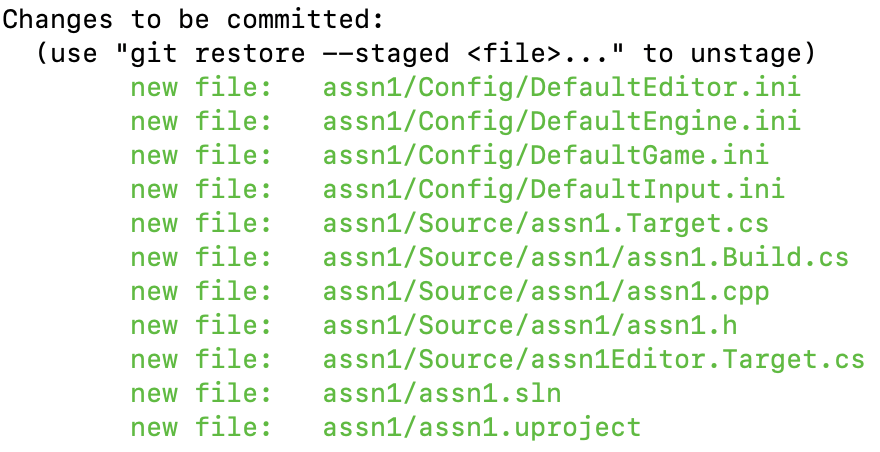 Changes to be committed:
  (use "git restore --staged <file>..." to unstage)
        new file:   assn1/Config/DefaultEditor.ini
        new file:   assn1/Config/DefaultEngine.ini
        new file:   assn1/Config/DefaultGame.ini
        new file:   assn1/Config/DefaultInput.ini
        new file:   assn1/Source/assn1.Target.cs
        new file:   assn1/Source/assn1/assn1.Build.cs
        new file:   assn1/Source/assn1/assn1.cpp
        new file:   assn1/Source/assn1/assn1.h
        new file:   assn1/Source/assn1Editor.Target.cs
        new file:   assn1/assn1.sln
        new file:   assn1/assn1.uproject